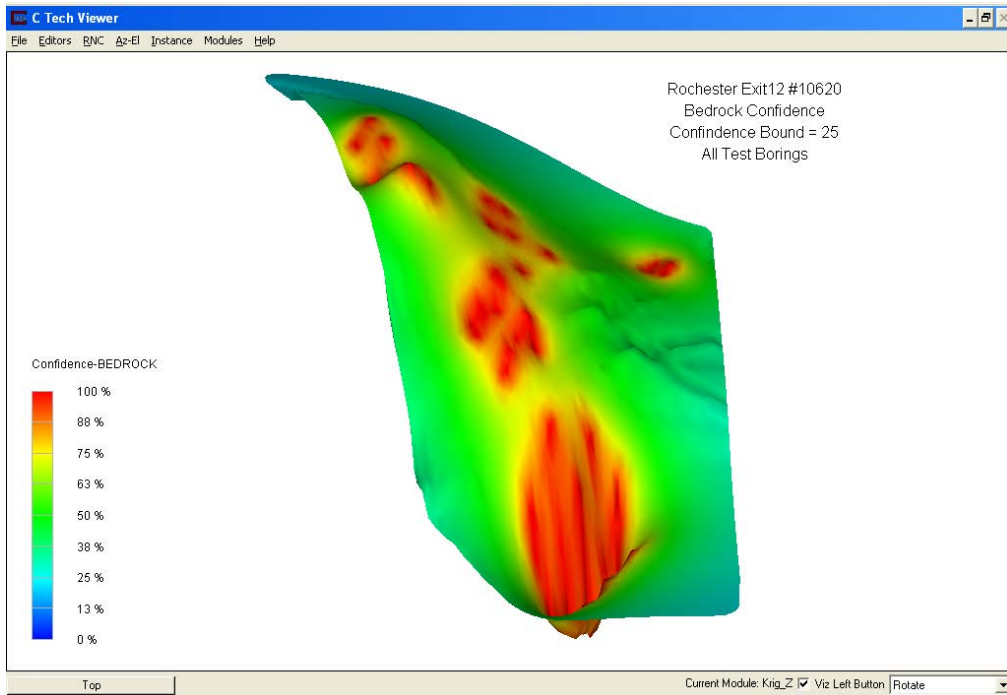 C Tech Viewer
File Editors RNC Az-El Instance Modules Help
Rochester Exit12 #10620
Bedrock Confidence
Confindence Bound = 25
All Test Borings
Confidence-BEDROCK
100 %
88 %
75 %
63 %
50 %
38 %
25 %
13 %
0 %
Top
Current Module: Krig_Z Viz Left Button Rotate